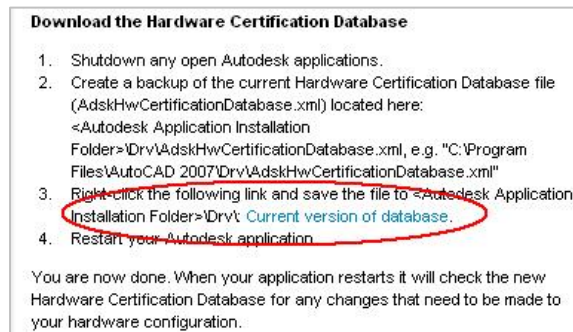 Download the Hardware Certification Database
1. Shutdown any open Autodesk applications.
2. Create a backup of the current Hardware Certification Database file
(AdskHwCertificationDatabase.xml) located here:
<Autodesk Application Installation
Folder>\Drv\AdskHwCertificationDatabase.xml, e.g. "C:\Program
Files\AutoCAD 2007\Drv\AdskHwCertificationDatabase.xml"
3. Right-click the following link and save the file to <Autodesk Application
Installation Folder>\Drv\: Current version of database.
4. Restart your Autodesk application.
You are now done. When your application restarts it will check the new
Hardware Certification Database for any changes that need to be made to
your hardware configuration.